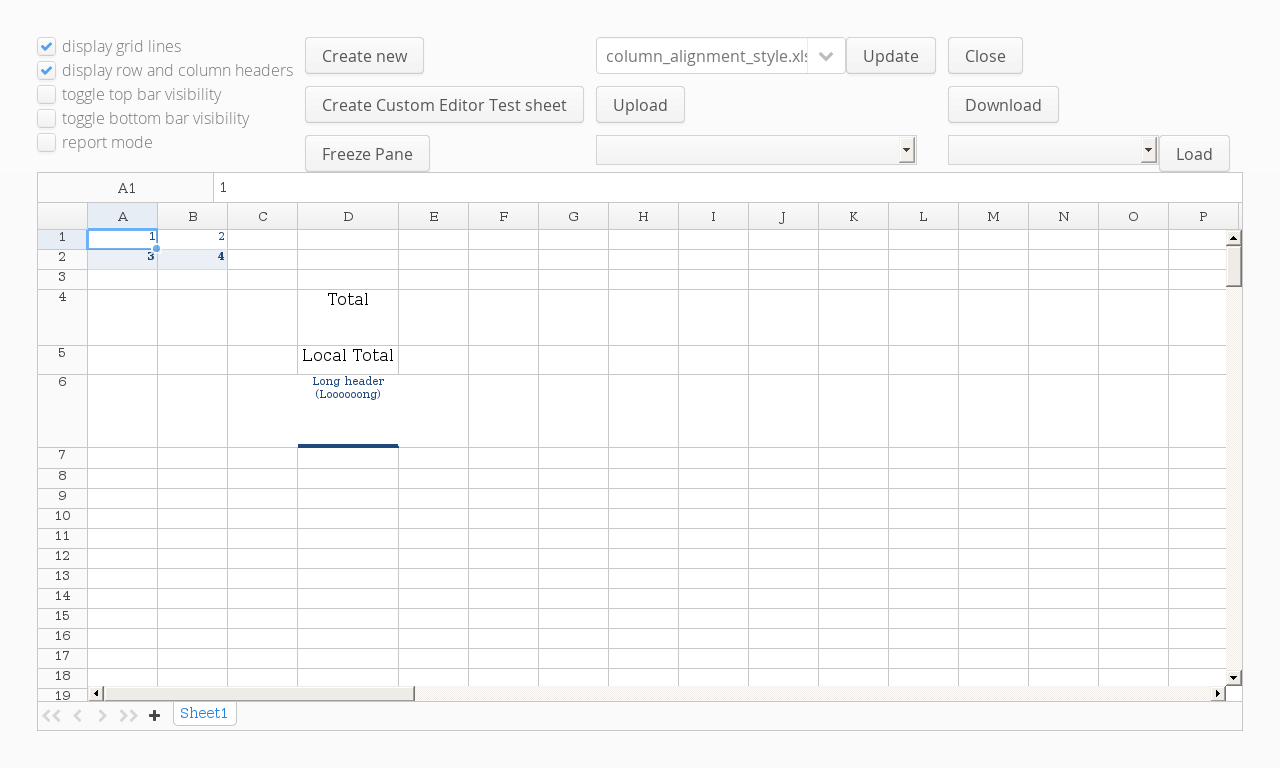 display grid lines
display row and column headers
toggle top bar visibility
toggle bottom bar visibility
report mode
Create new
Create Custom Editor Test sheet
Freeze Pane
column_alignment_style.xls
Update
Close
Upload
Download
Load
A1 1
A B C D E F G H I J K L M N O P
1 1 2
2 3 4
3
4 Total
5 Local Total
6 Long header
(Loooooong)
7
8
9
10
11
12
13
14
15
16
17
18
19
Sheet1